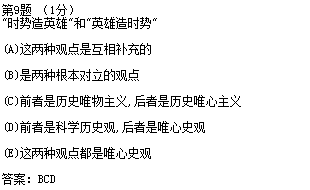 第9题 (1分)
"时势造英雄"和"英雄造时势"
(A)这两种观点是互相补充的
(B)是两种根本对立的观点
(C)前者是历史唯物主义,后者是历史唯心主义
(D)前者是科学历史观,后者是唯心史观
(E)这两种观点都是唯心史观
答案: BCD